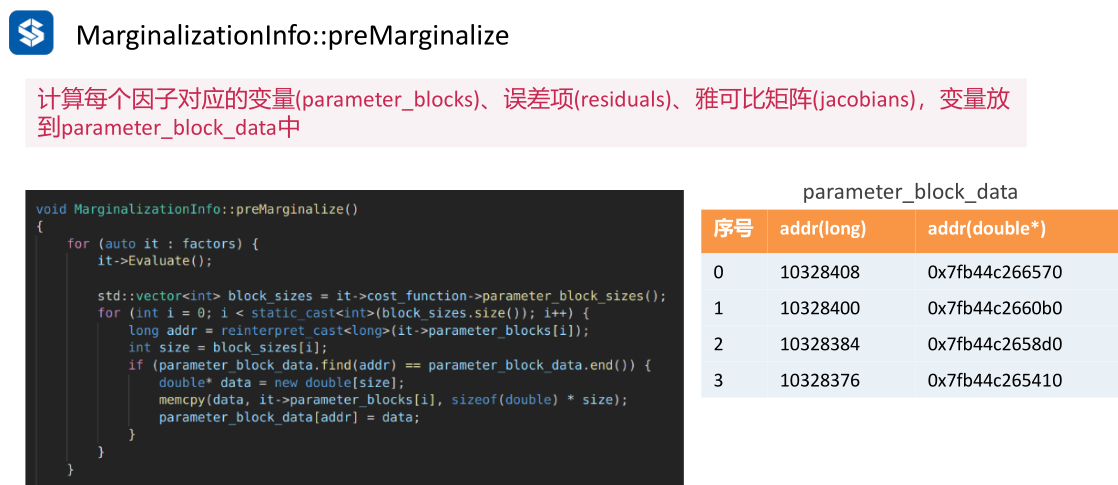 MarginalizationInfo::preMarginalize
计算每个因子对应的变量(parameter_blocks)、误差项(residuals)、雅可比矩阵(jacobians)，变量放
到parameter_block_data中
void MarginalizationInfo::preMarginalize()
{
for (auto it : factors) {
it->Evaluate();
std::vector<int> block_sizes = it->cost_function->parameter_block_sizes();
for (int i = 0; i < static_cast<int>(block_sizes.size()); i++) {
long addr = reinterpret_cast<long>(it->parameter_blocks[i]);
int size = block_sizes[i];
if (parameter_block_data.find(addr) == parameter_block_data.end()) {
double* data = new double[size];
memcpy(data, it->parameter_blocks[i], sizeof(double) * size);
parameter_block_data[addr] = data;
}
}
}
parameter_block_data
序号 addr(long) addr(double*)
0 10328408 0x7fb44c266570
1 10328400 0x7fb44c2660b0
2 10328384 0x7fb44c2658d0
3 10328376 0x7fb44c265410